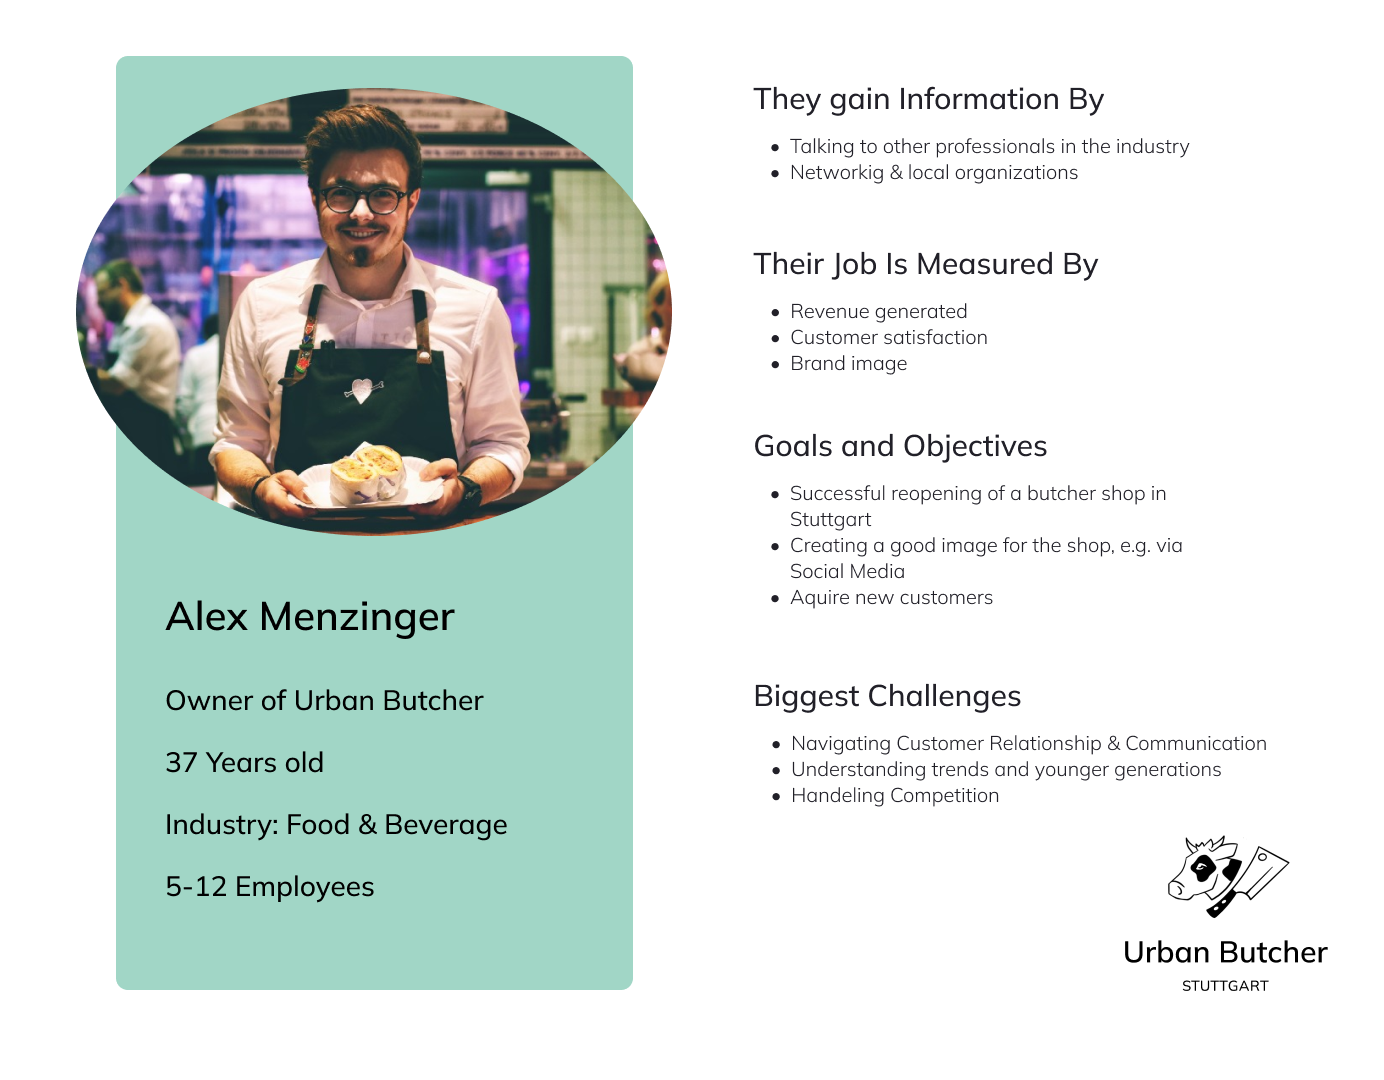 Alex Menzinger
Owner of Urban Butcher
37 Years old
Industry: Food & Beverage
5-12 Employees
They gain Information By
• Talking to other professionals in the industry
• Networkig & local organizations
Their Job Is Measured By
• Revenue generated
• Customer satisfaction
• Brand image
Goals and Objectives
• Successful reopening of a butcher shop in
Stuttgart
• Creating a good image for the shop, e.g. via
Social Media
• Aquire new customers
Biggest Challenges
• Navigating Customer Relationship & Communication
• Understanding trends and younger generations
• Handeling Competition
Urban Butcher
STUTTGART